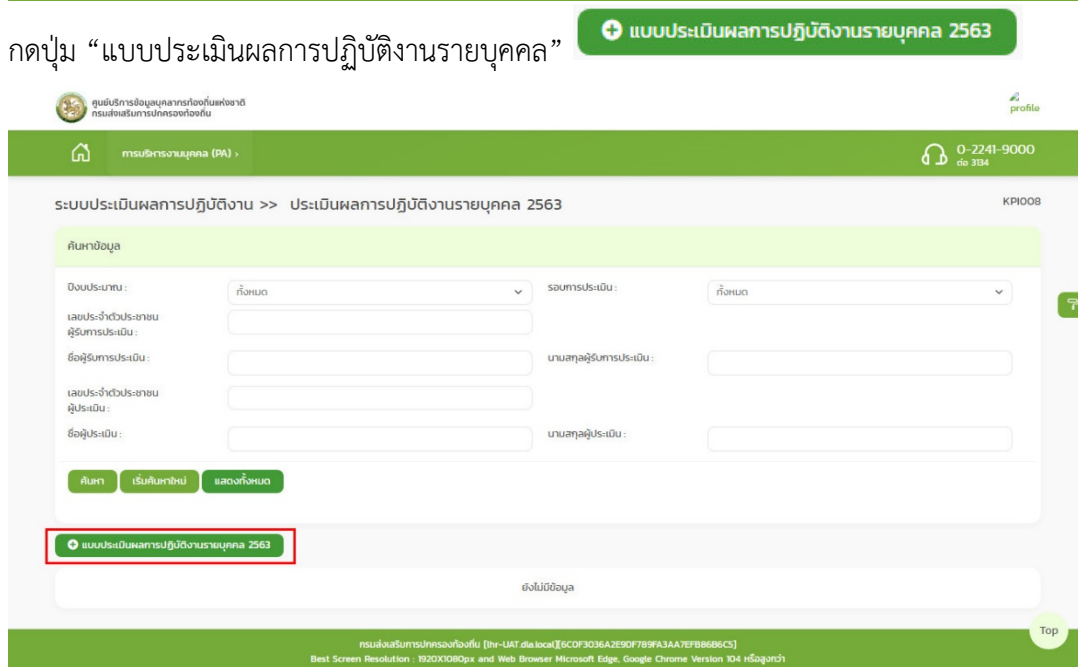 กดปุ่ม “แบบประเมินผลการปฏิบัติงานรายบุคคล” แบบประเมินผลการปฏิบัติงานรายบุคคล 2563
ศูนย์บริการข้อมูลบุคลากรท้องถิ่นแห่งชาติ
กรมส่งเสริมการปกครองท้องถิ่น
profile
การบริหารงานบุคคล (PA) ›
0-2241-9000
ต่อ 3134
ระบบประเมินผลการปฏิบัติงาน >> ประเมินผลการปฏิบัติงานรายบุคคล 2563
KPI008
ค้นหาข้อมูล
ปีงบประมาณ : ทั้งหมด รอบการประเมิน : ทั้งหมด
เลขประจำตัวประชาชน
ผู้รับการประเมิน :
ชื่อผู้รับการประเมิน : นามสกุลผู้รับการประเมิน :
เลขประจำตัวประชาชน
ผู้ประเมิน :
ชื่อผู้ประเมิน : นามสกุลผู้ประเมิน :
ค้นหา เริ่มค้นหาใหม่ แสดงทั้งหมด
แบบประเมินผลการปฏิบัติงานรายบุคคล 2563
ยังไม่มีข้อมูล
Top
กรมส่งเสริมการปกครองท้องถิ่น [lhr-UAT.dla.local][6C0F3036A2E9DF789FA3AA7EFB86B6C5]
Best Screen Resolution : 1920X1080px and Web Browser Microsoft Edge, Google Chrome Version 104 หรือสูงกว่า